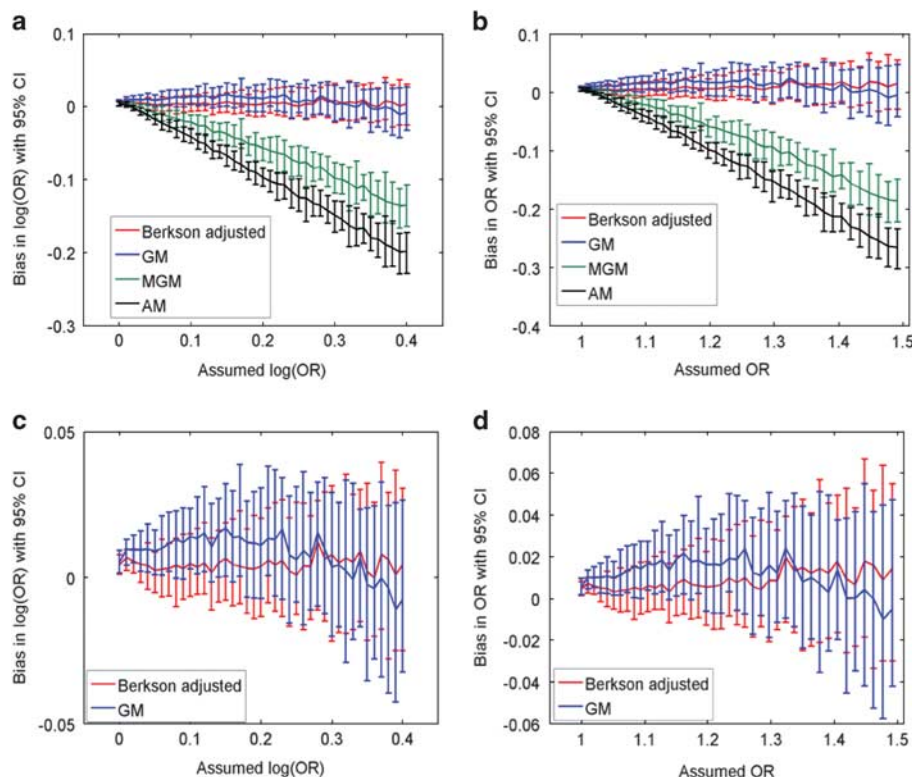 a
0.1
0
-0.1
-0.2
-0.3
Bias in log(OR) with 95% CI
Berkson adjusted
GM
MGM
AM
0 0.1 0.2 0.3 0.4
Assumed log(OR)
b
0.1
0
-0.1
-0.2
-0.3
-0.4
Bias in OR with 95% CI
Berkson adjusted
GM
MGM
AM
1 1.1 1.2 1.3 1.4 1.5
Assumed OR
c
0.05
0
-0.05
Bias in log(OR) with 95% CI
Berkson adjusted
GM
0 0.1 0.2 0.3 0.4
Assumed log(OR)
d
0.08
0.06
0.04
0.02
0
-0.02
-0.04
-0.06
Bias in OR with 95% CI
Berkson adjusted
GM
1 1.1 1.2 1.3 1.4 1.5
Assumed OR